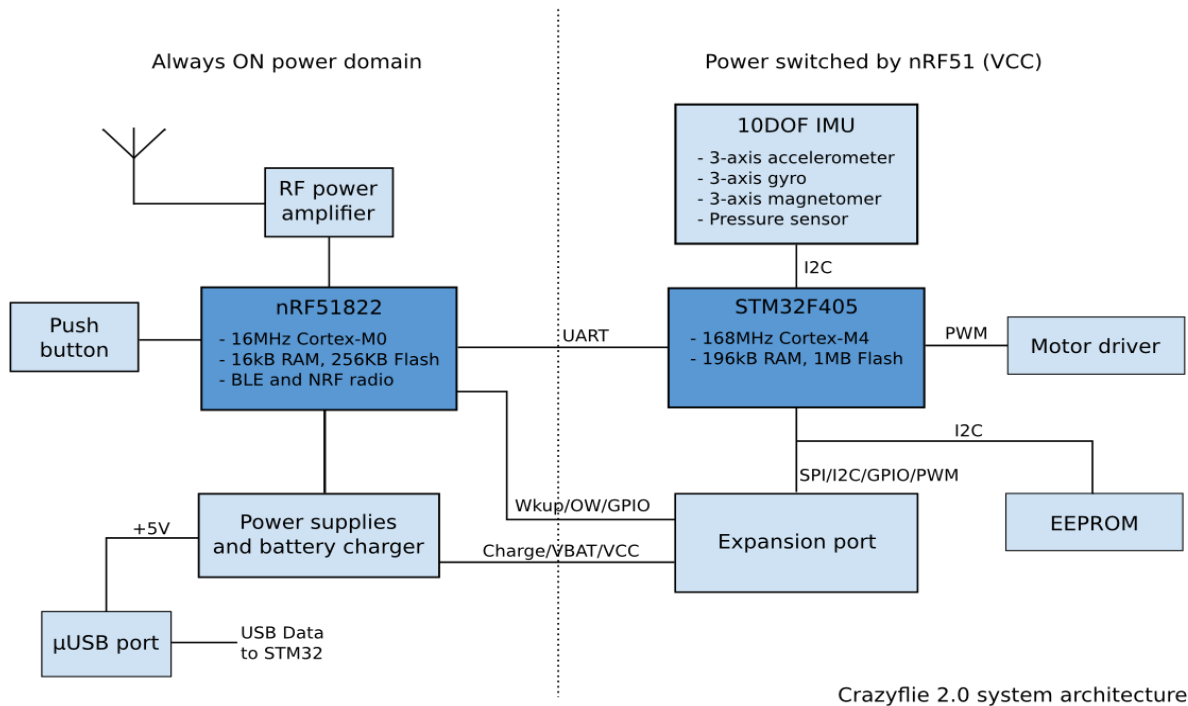 Always ON power domain
Power switched by nRF51 (VCC)
10DOF IMU
- 3-axis accelerometer
- 3-axis gyro
- 3-axis magnetomer
- Pressure sensor
RF power
amplifier
I2C
nRF51822
- 16MHz Cortex-M0
- 16kB RAM, 256KB Flash
- BLE and NRF radio
STM32F405
- 168MHz Cortex-M4
- 196kB RAM, 1MB Flash
Push
button
UART
PWM
Motor driver
I2C
SPI/I2C/GPIO/PWM
Wkup/OW/GPIO
Power supplies
and battery charger
+5V
Charge/VBAT/VCC
Expansion port
EEPROM
µUSB port
USB Data
to STM32
Crazyflie 2.0 system architecture